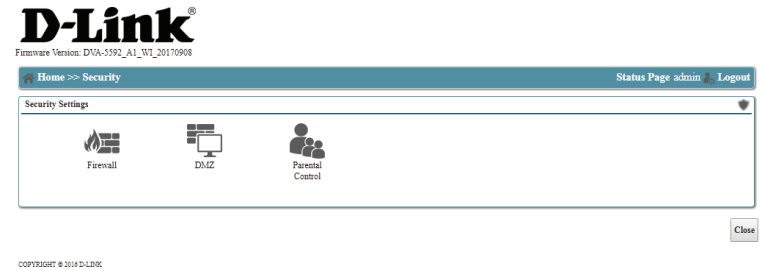 D-Link®
Firmware Version: DVA-5592_A1_WI_20170908
Home >> Security Status Page admin Logout
Security Settings
Firewall DMZ Parental
Control
Close
COPYRIGHT © 2016 D-LINK